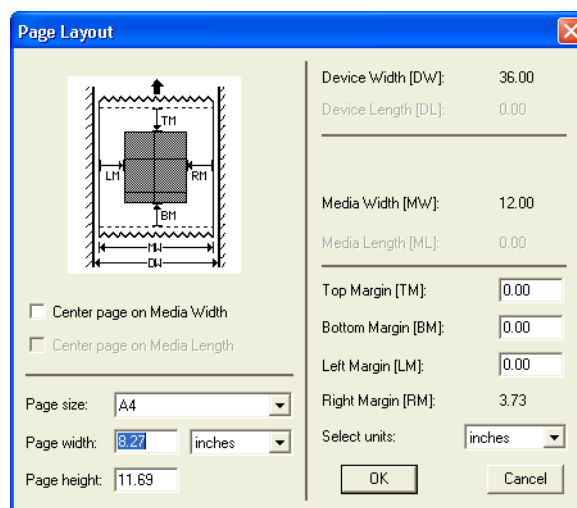 Page Layout
TM
LM
RM
BM
MW
DW
Center page on Media Width
Center page on Media Length
Page size: A4
Page width: 8.27 inches
Page height: 11.69
Device Width [DW]: 36.00
Device Length [DL]: 0.00
Media Width [MW]: 12.00
Media Length [ML]: 0.00
Top Margin [TM]: 0.00
Bottom Margin [BM]: 0.00
Left Margin [LM]: 0.00
Right Margin [RM]: 3.73
Select units: inches
OK Cancel